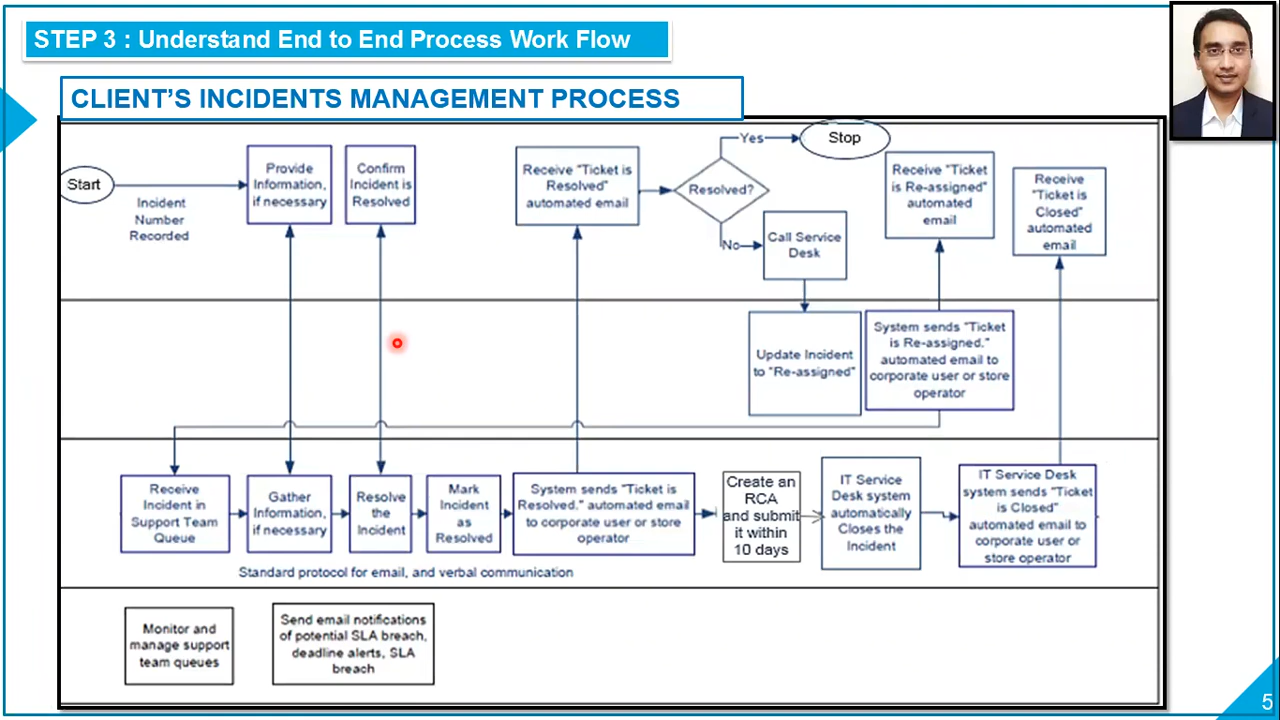 STEP 3 : Understand End to End Process Work Flow
CLIENT'S INCIDENTS MANAGEMENT PROCESS
Start
Incident
Number
Recorded
Provide
Information,
if necessary
Confirm
Incident is
Resolved
Receive "Ticket is
Resolved"
automated email
Resolved?
Yes
Stop
No
Call Service
Desk
Receive "Ticket
is Re-assigned"
automated
email
Receive
"Ticket is
Closed"
automated
email
Update Incident
to "Re-assigned"
System sends "Ticket
is Re-assigned."
automated email to
corporate user or store
operator
Receive
Incident in
Support Team
Queue
Gather
Information,
if necessary
Resolve
the
Incident
Mark
Incident
as
Resolved
System sends "Ticket is
Resolved," automated email
to corporate user or store
operator
Create an
RCA
and submit
it within
10 days
IT Service
Desk system
automatically
Closes the
Incident
IT Service Desk
system sends "Ticket
is Closed"
automated email to
corporate user or
store operator
Standard protocol for email, and verbal communication
Monitor and
manage support
team queues
Send email notifications
of potential SLA breach,
deadline alerts, SLA
breach
5